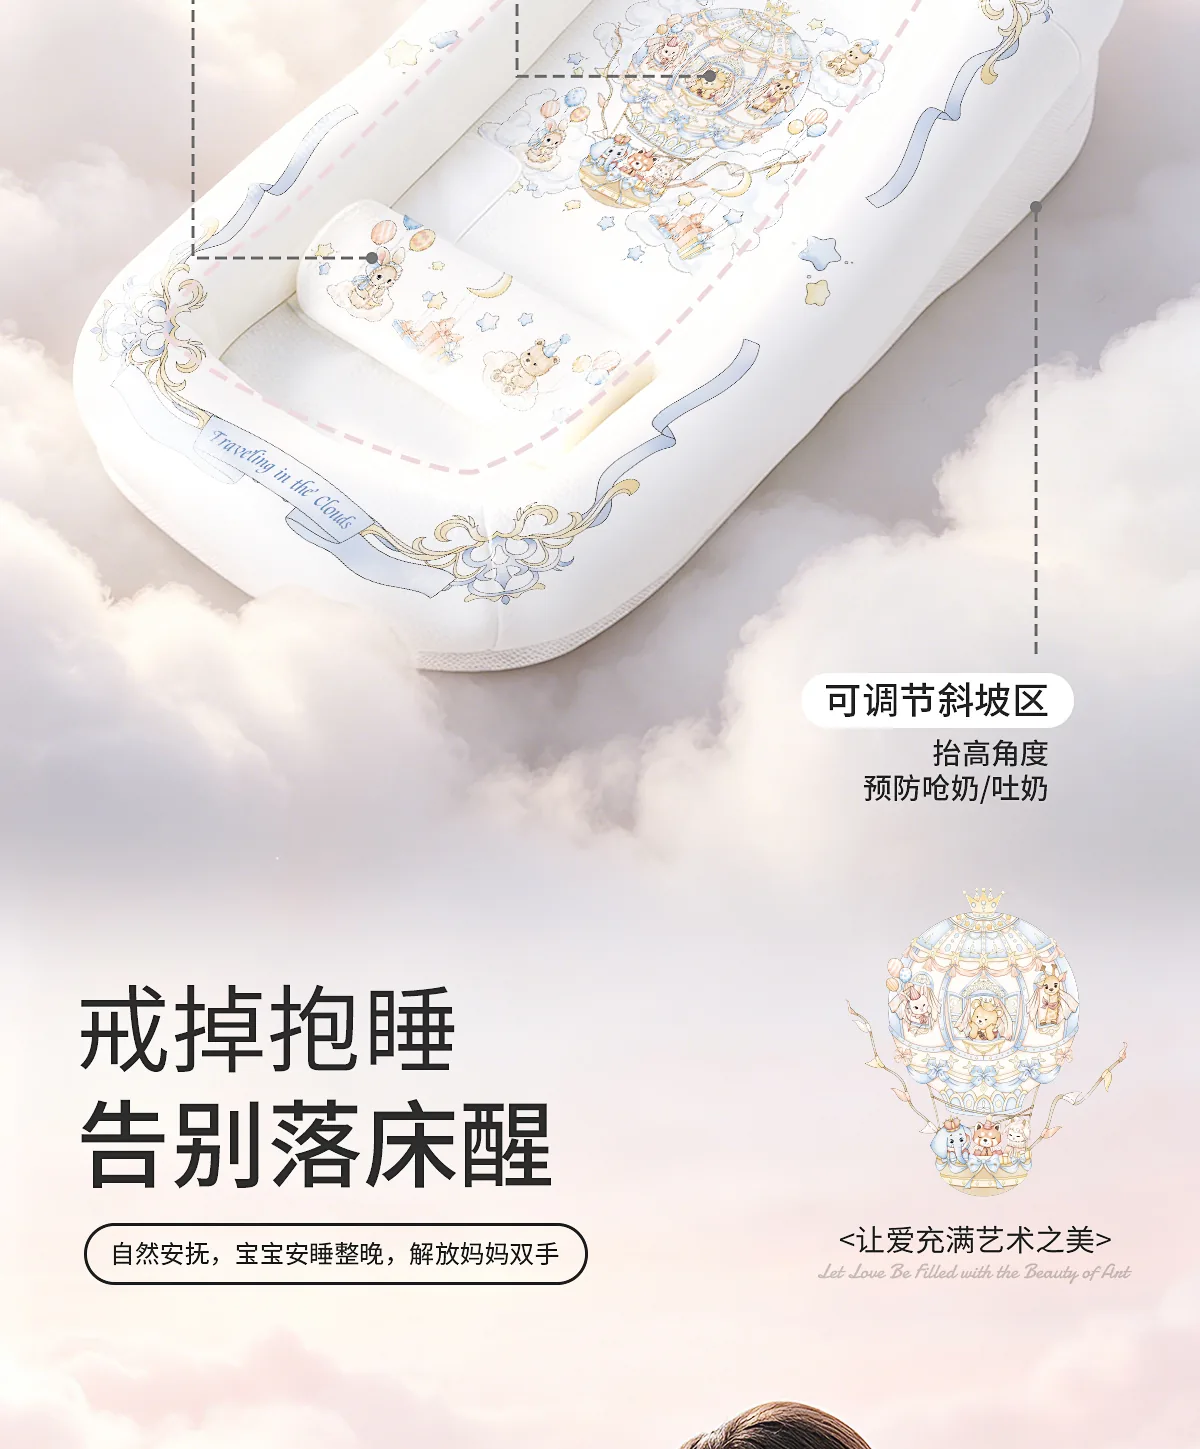 Traveling in the Clouds
可调节斜坡区
抬高角度
预防呛奶/吐奶
戒掉抱睡
告别落床醒
自然安抚，宝宝安睡整晚，解放妈妈双手
<让爱充满艺术之美>
Let Love Be Filled with the Beauty of Art